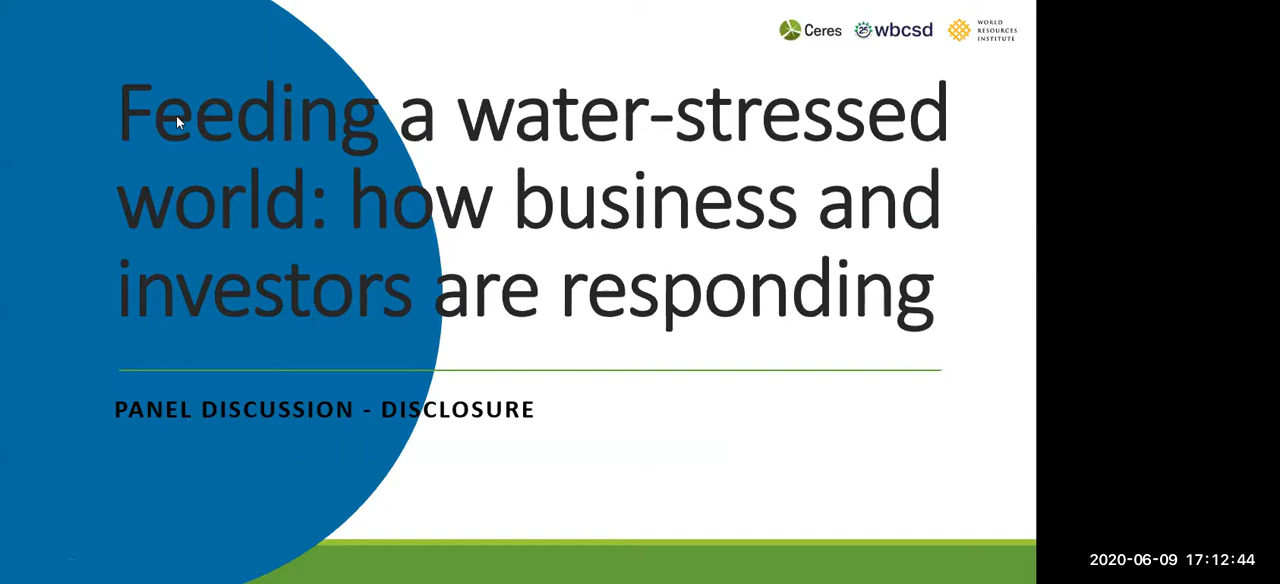 Ceres 25 wbcsd WORLD
RESOURCES
INSTITUTE
Feeding a water-stressed
world: how business and
investors are responding
PANEL DISCUSSION - DISCLOSURE
2020-06-09 17:12:44